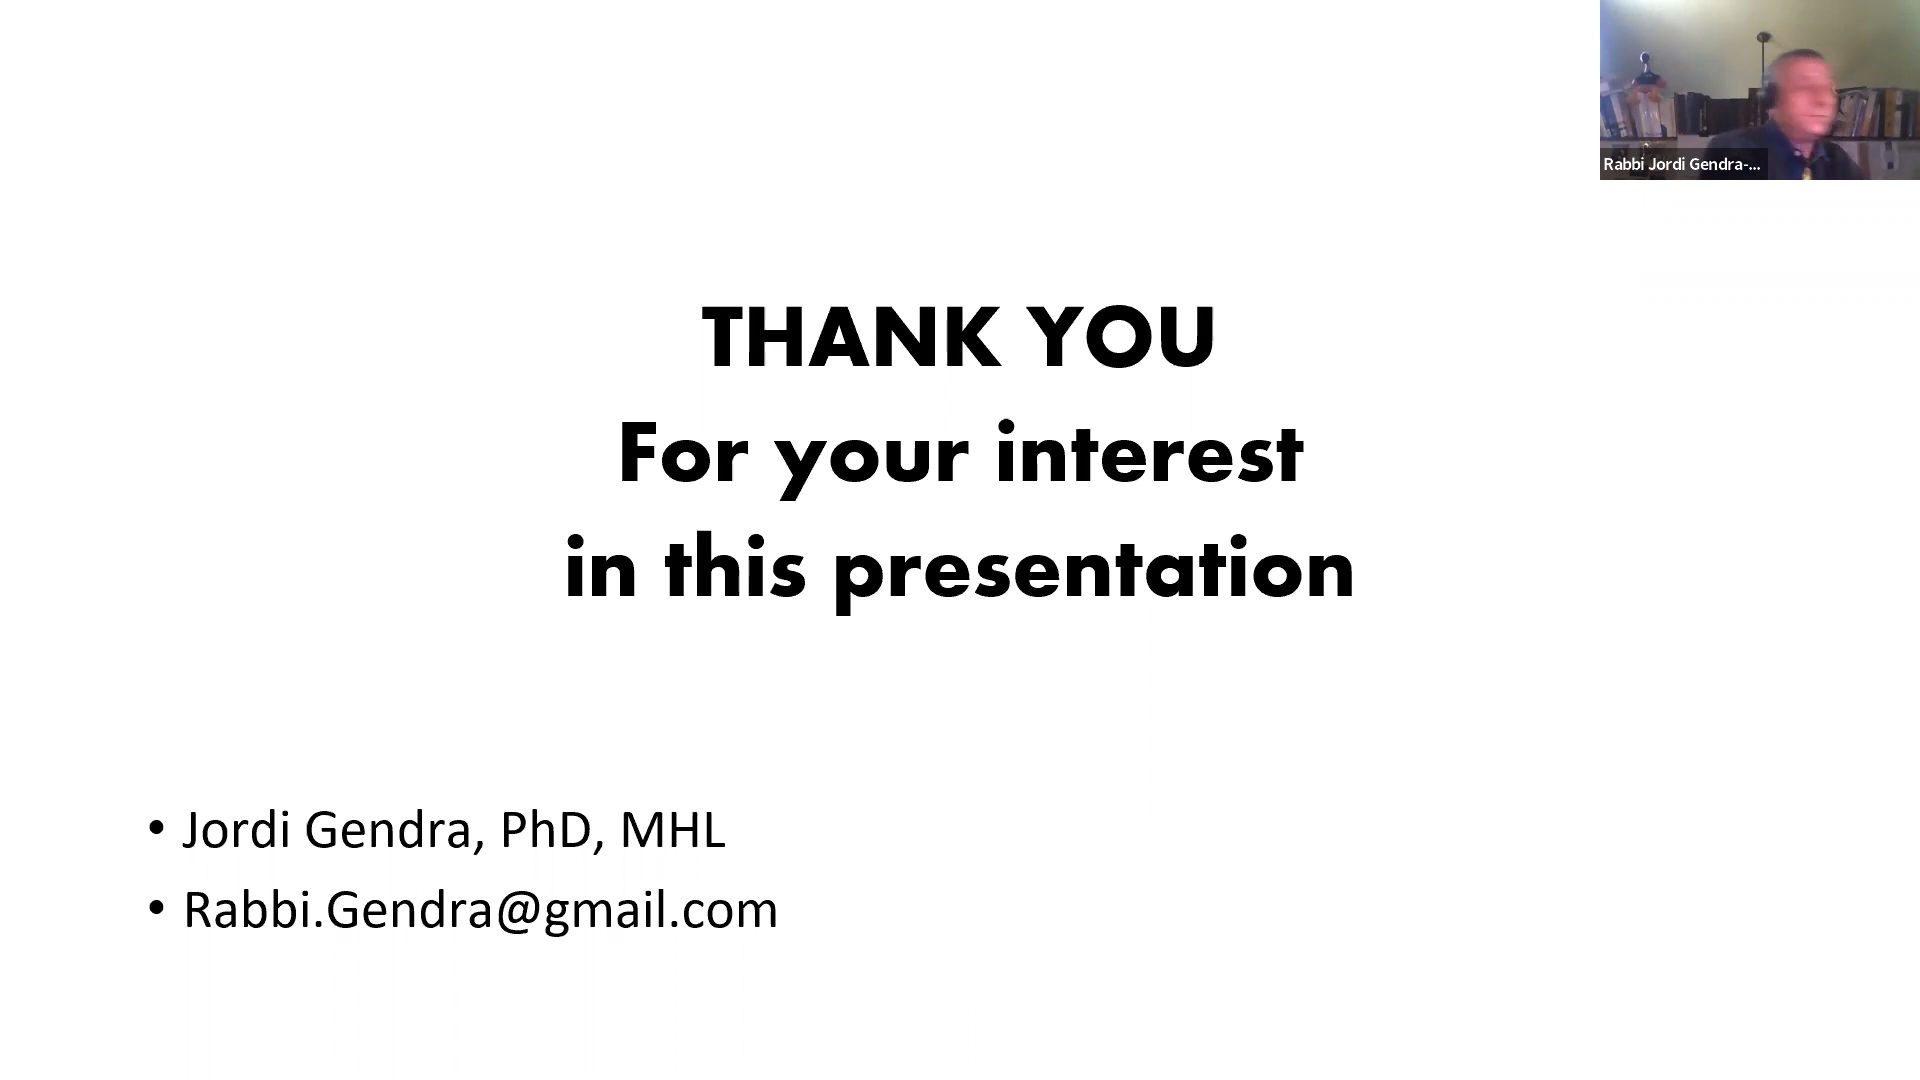 Rabbi Jordi Gendra-...
THANK YOU
For your interest
in this presentation
• Jordi Gendra, PhD, MHL
• Rabbi.Gendra@gmail.com